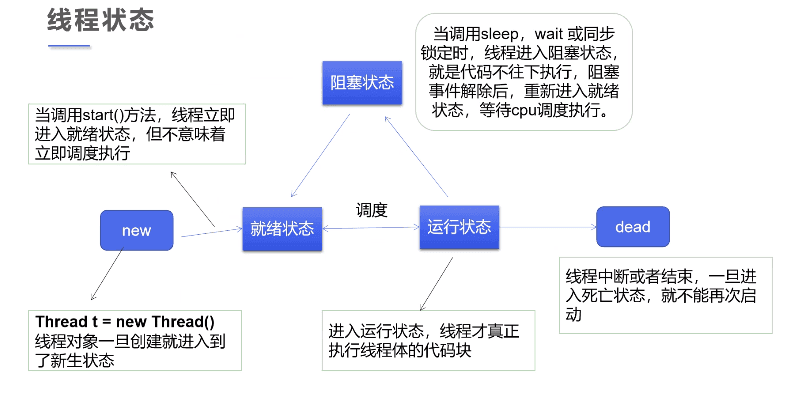 线程状态
当调用sleep，wait 或同步
锁定时，线程进入阻塞状态，
就是代码不往下执行，阻塞
事件解除后，重新进入就绪
状态，等待cpu调度执行。
阻塞状态
当调用start()方法，线程立即
进入就绪状态，但不意味着
立即调度执行
new
就绪状态
调度
运行状态
dead
Thread t = new Thread()
线程对象一旦创建就进入到
了新生状态
进入运行状态，线程才真正
执行线程体的代码块
线程中断或者结束，一旦进
入死亡状态，就不能再次启
动